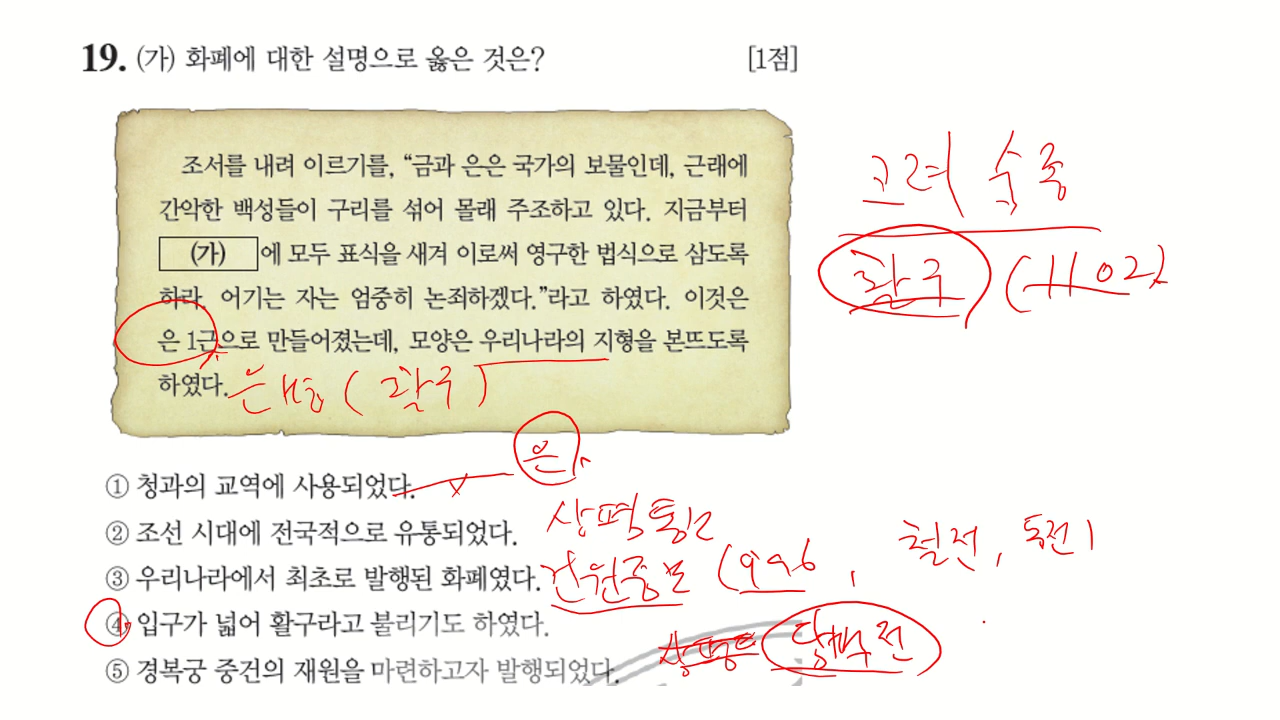 19. (가) 화폐에 대한 설명으로 옳은 것은? [1점]
조서를 내려 이르기를, “금과 은은 국가의 보물인데, 근래에
간악한 백성들이 구리를 섞어 몰래 주조하고 있다. 지금부터
(가) 에 모두 표식을 새겨 이로써 영구한 법식으로 삼도록
하라. 어기는 자는 엄중히 논죄하겠다.”라고 하였다. 이것은
은 1근으로 만들어졌는데, 모양은 우리나라의 지형을 본뜨도록
하였다. 은병 (활구)
고려 숙종
활구 (1102)
은
① 청과의 교역에 사용되었다.
② 조선 시대에 전국적으로 유통되었다. 상평통보
③ 우리나라에서 최초로 발행된 화폐였다. 건원중보 (996, 철전, 동전
④ 입구가 넓어 활구라고 불리기도 하였다.
⑤ 경복궁 중건의 재원을 마련하고자 발행되었다. 당백전